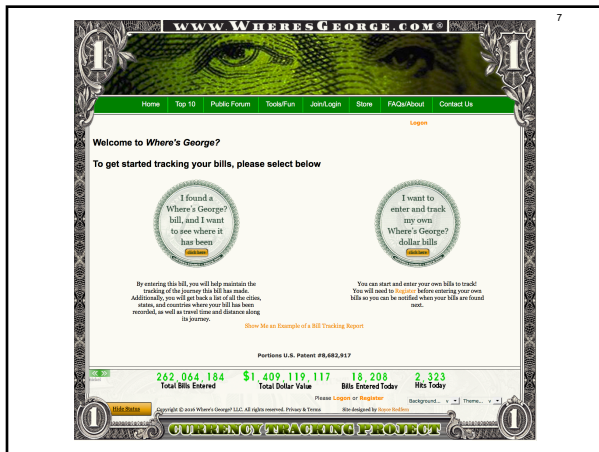 7
WWW.WHERESGEORGE.COM®
1 1
Home Top 10 Public Forum Tools/Fun Join/Login Store FAQs/About Contact Us
Logon
Welcome to Where's George?
To get started tracking your bills, please select below
I found a
Where's George?
bill, and I want
to see where it
has been
click here
I want to
enter and track
my own
Where's George?
dollar bills
click here
By entering this bill, you will help maintain the
tracking of the journey this bill has made.
Additionally, you will get back a list of all the cities,
states, and countries where your bill has been
recorded, as well as travel time and distance along
its journey.
You can start and enter your own bills to track!
You will need to Register before entering your own
bills so you can be notified when your bills are found
next.
Show Me an Example of a Bill Tracking Report
Portions U.S. Patent #8,682,917
262,064,184 $1,409,119,117 18,208 2,323
Total Bills Entered Total Dollar Value Bills Entered Today Hits Today
Please Logon or Register
Background... v Theme... v
Hide Status
Copyright © 2016 Where's George? LLC. All rights reserved. Privacy & Terms Site designed by
1 CURRENCY TRACKING PROJECT 1